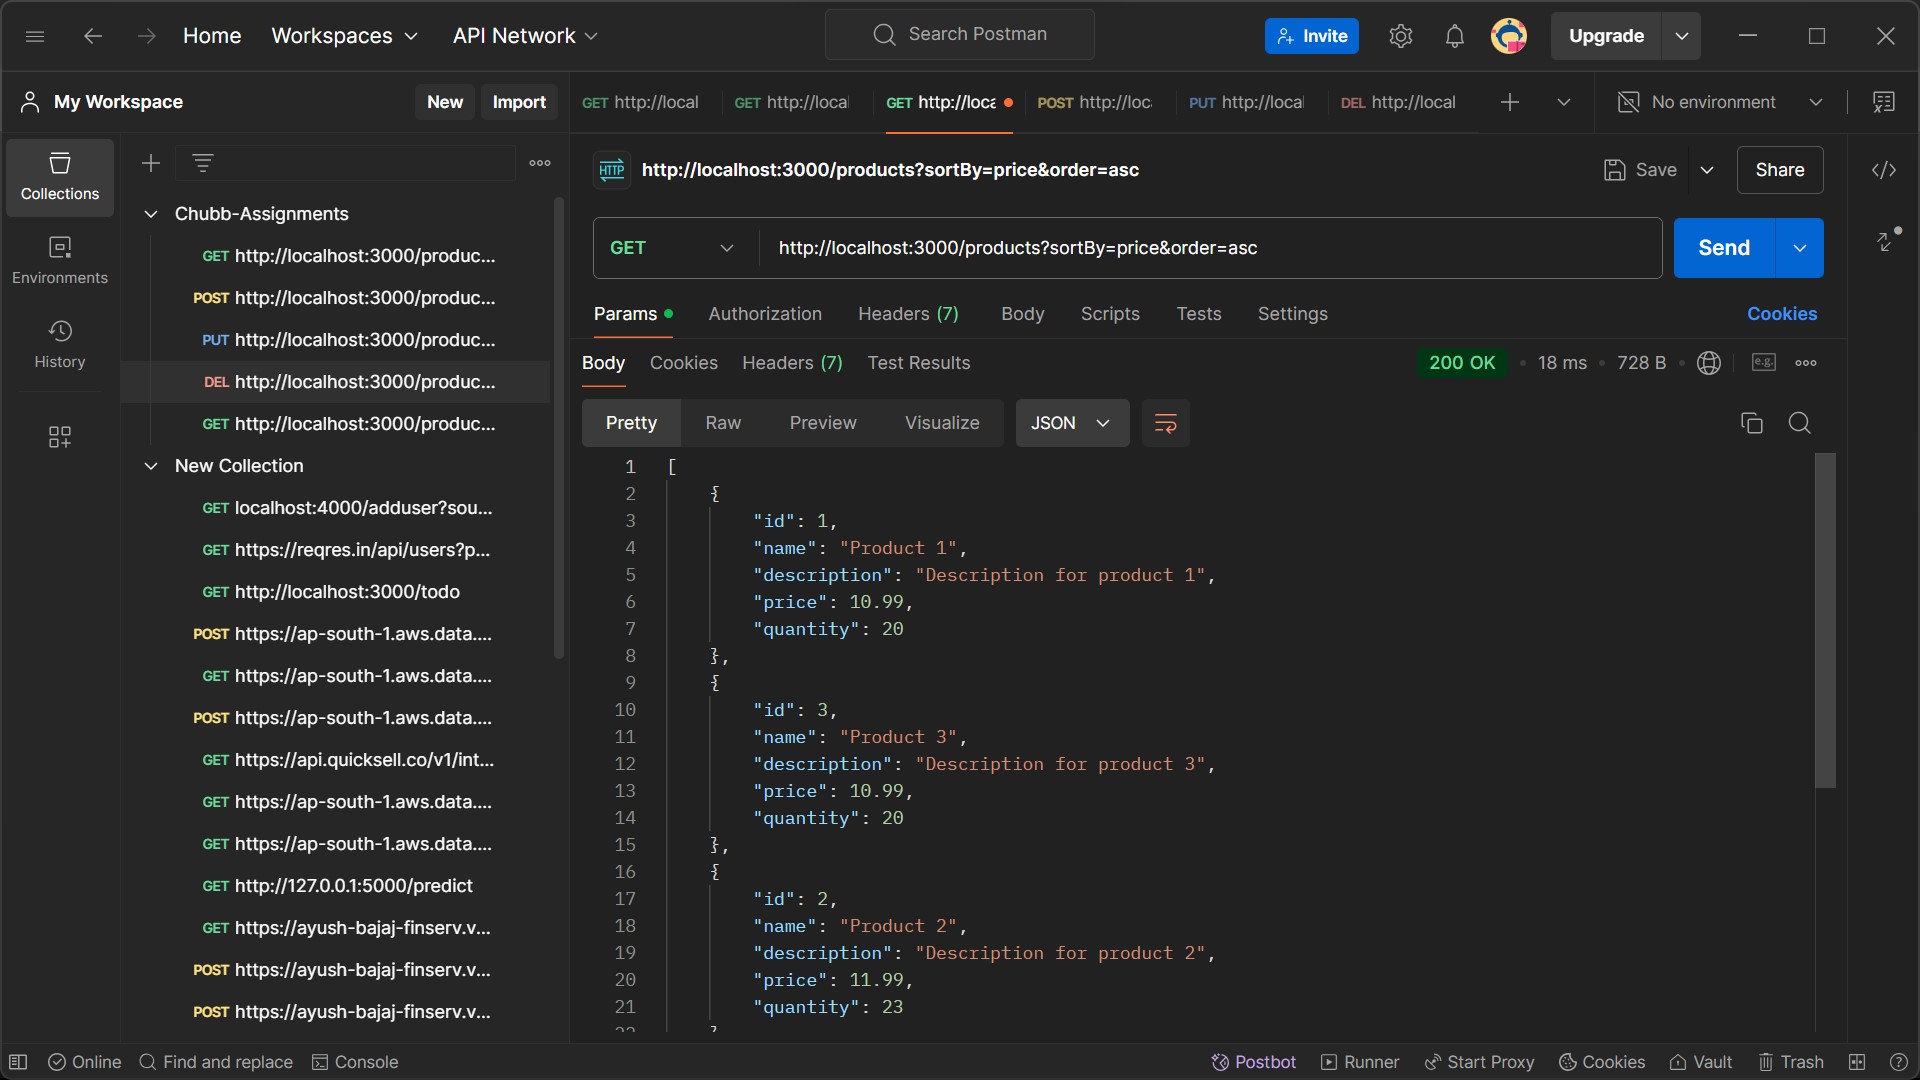 Home Workspaces API Network Search Postman Invite Upgrade
My Workspace New Import GET http://local GET http://local GET http://loca POST http://loc PUT http://local DEL http://local No environment
Collections
Environments
History
Chubb-Assignments
GET http://localhost:3000/produc...
POST http://localhost:3000/produc...
PUT http://localhost:3000/produc...
DEL http://localhost:3000/produc...
GET http://localhost:3000/produc...
New Collection
GET localhost:4000/adduser?sou...
GET https://reqres.in/api/users?p...
GET http://localhost:3000/todo
POST https://ap-south-1.aws.data....
GET https://ap-south-1.aws.data....
POST https://ap-south-1.aws.data....
GET https://api.quicksell.co/v1/int...
GET https://ap-south-1.aws.data....
GET https://ap-south-1.aws.data....
GET http://127.0.0.1:5000/predict
GET https://ayush-bajaj-finserv.v...
POST https://ayush-bajaj-finserv.v...
POST https://ayush-bajaj-finserv.v...
HTTP http://localhost:3000/products?sortBy=price&order=asc Save Share
GET http://localhost:3000/products?sortBy=price&order=asc Send
Params Authorization Headers (7) Body Scripts Tests Settings Cookies
Body Cookies Headers (7) Test Results 200 OK 18 ms 728 B e.g.
Pretty Raw Preview Visualize JSON
1 [
2 {
3 "id": 1,
4 "name": "Product 1",
5 "description": "Description for product 1",
6 "price": 10.99,
7 "quantity": 20
8 },
9 {
10 "id": 3,
11 "name": "Product 3",
12 "description": "Description for product 3",
13 "price": 10.99,
14 "quantity": 20
15 },
16 {
17 "id": 2,
18 "name": "Product 2",
19 "description": "Description for product 2",
20 "price": 11.99,
21 "quantity": 23
Online Find and replace Console Postbot Runner Start Proxy Cookies Vault Trash